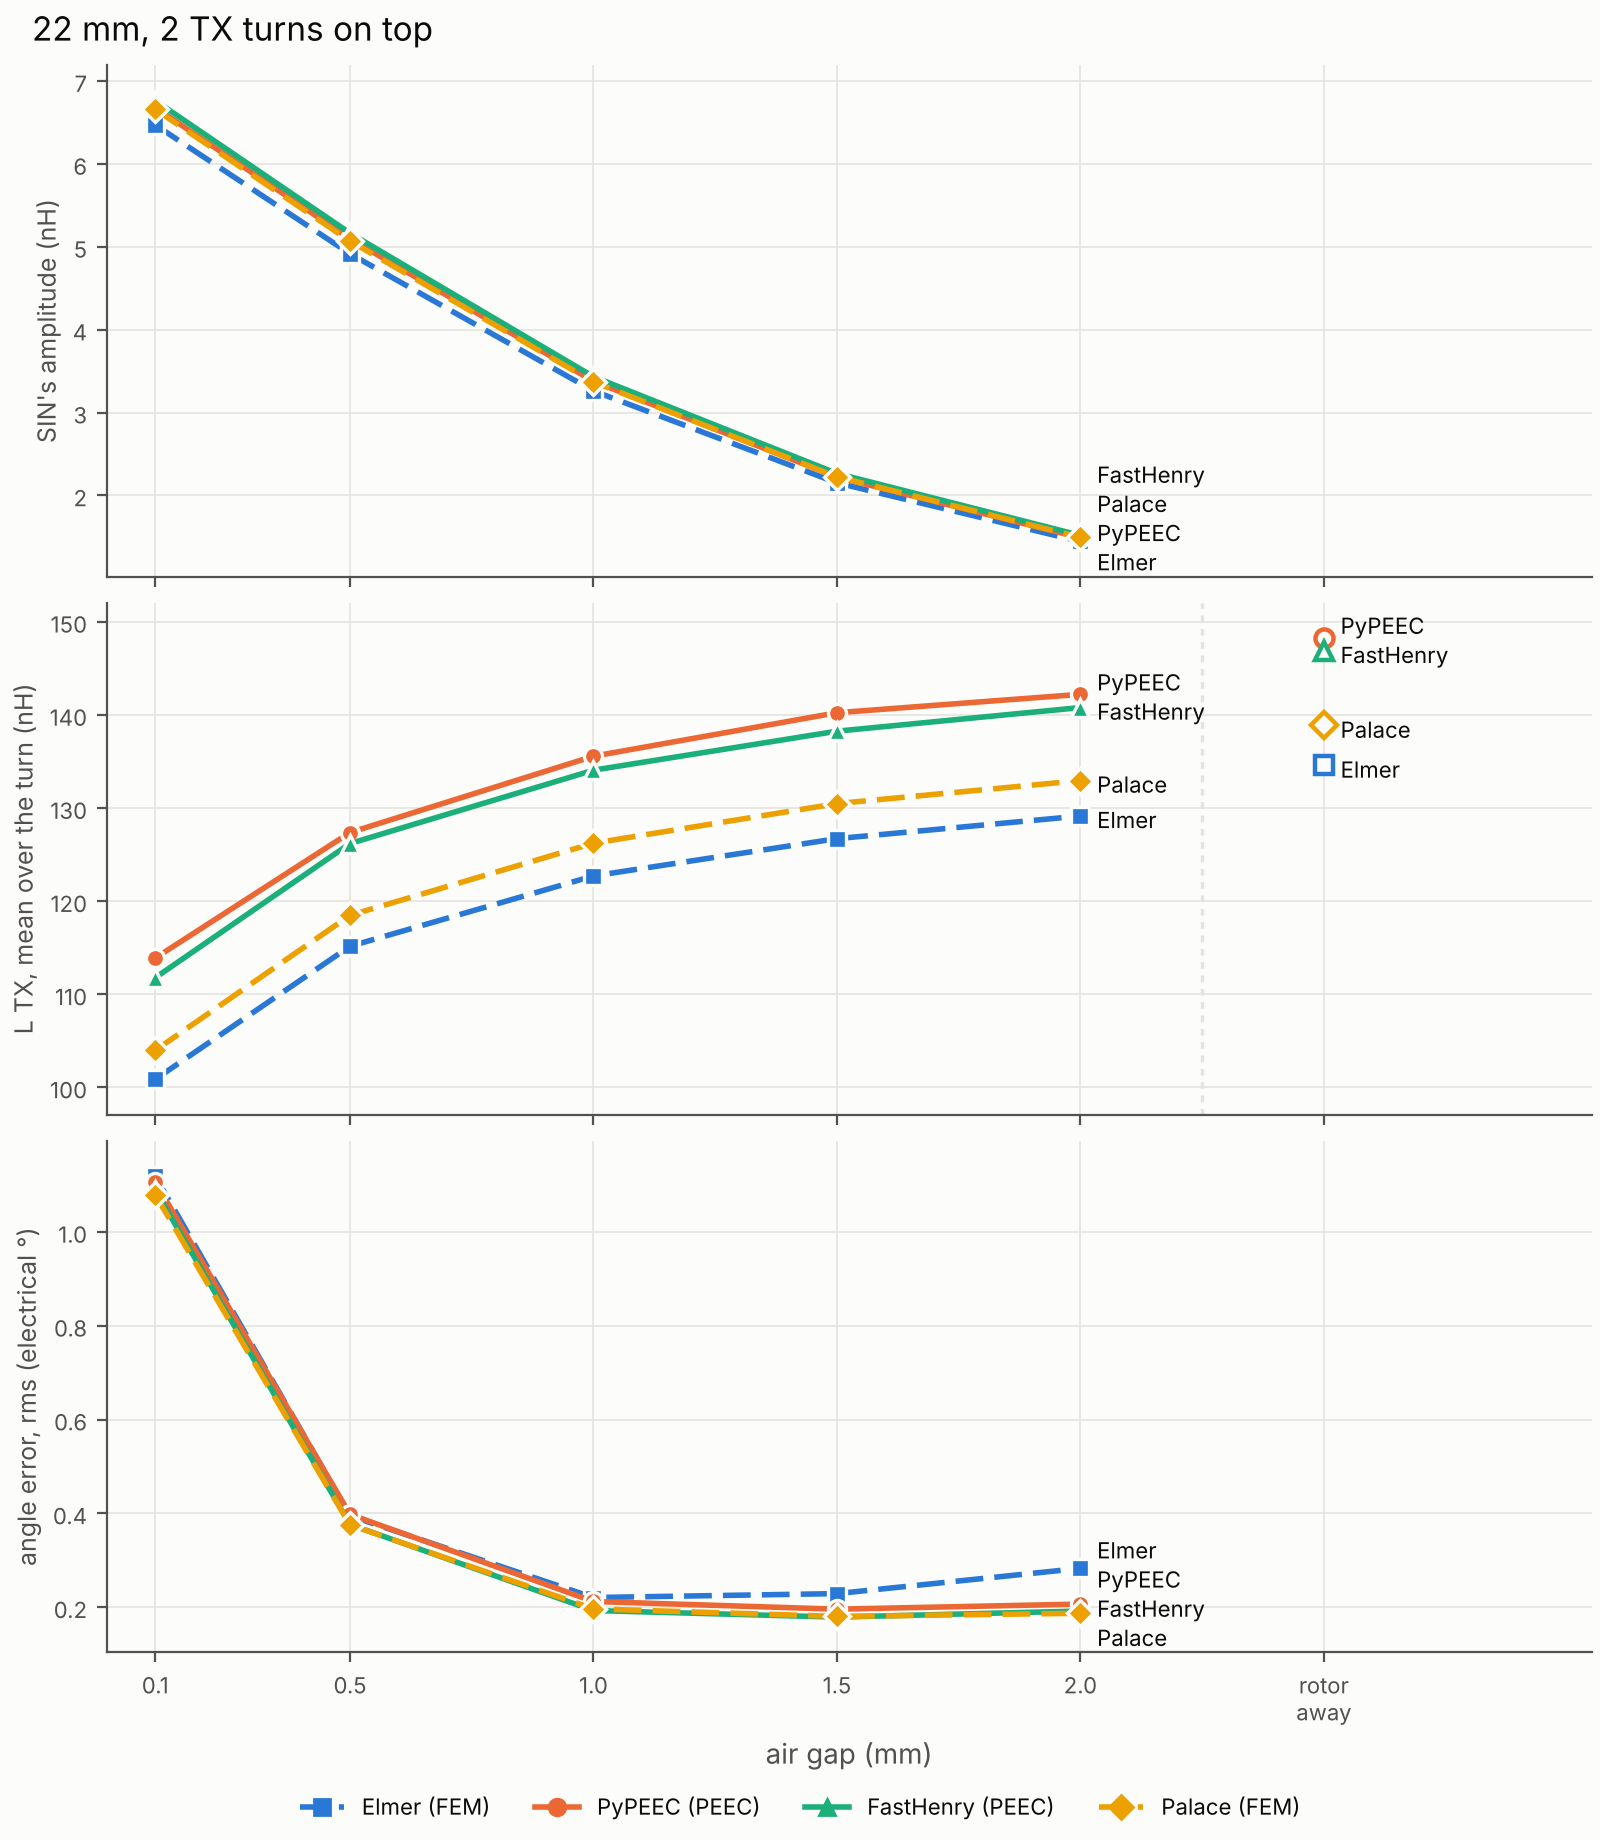 22 mm, 2 TX turns on top
7
6
5
4
3
2
SIN's amplitude (nH)
FastHenry
Palace
PyPEEC
Elmer
150
140
130
120
110
100
L TX, mean over the turn (nH)
PyPEEC
FastHenry
Palace
Elmer
PyPEEC
FastHenry
Palace
Elmer
1.0
0.8
0.6
0.4
0.2
angle error, rms (electrical °)
Elmer
PyPEEC
FastHenry
Palace
0.1 0.5 1.0 1.5 2.0 rotor
away
air gap (mm)
Elmer (FEM) PyPEEC (PEEC) FastHenry (PEEC) Palace (FEM)